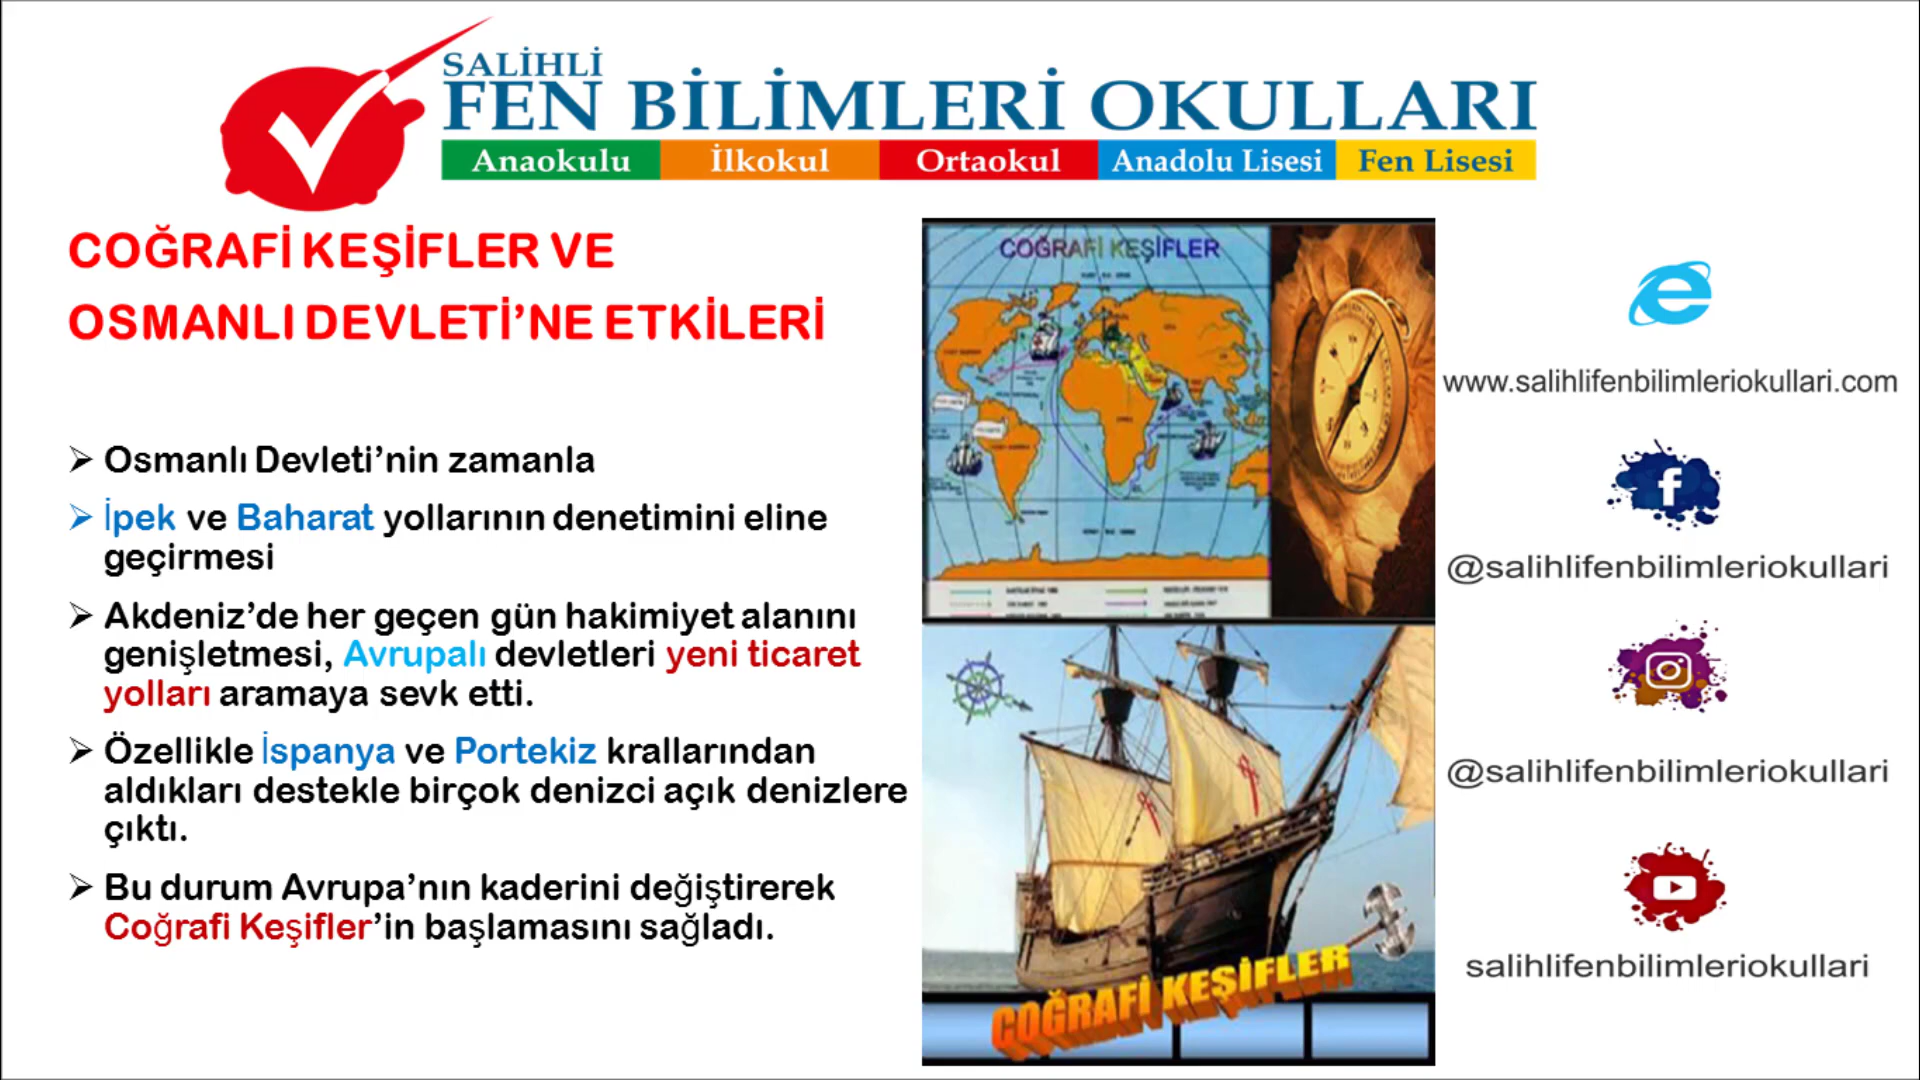 SALİHLİ
FEN BİLİMLERİ OKULLARI
Anaokulu İlkokul Ortaokul Anadolu Lisesi Fen Lisesi
COĞRAFİ KEŞİFLER VE
OSMANLI DEVLETİ’NE ETKİLERİ
Osmanlı Devleti’nin zamanla
İpek ve Baharat yollarının denetimini eline
geçirmesi
Akdeniz’de her geçen gün hakimiyet alanını
genişletmesi, Avrupalı devletleri yeni ticaret
yolları aramaya sevk etti.
Özellikle İspanya ve Portekiz krallarından
aldıkları destekle birçok denizci açık denizlere
çıktı.
Bu durum Avrupa’nın kaderini değiştirerek
Coğrafi Keşifler’in başlamasını sağladı.
COĞRAFİ KEŞİFLER
COĞRAFİ KEŞİFLER
www.salihlifenbilimleriokullari.com
@salihlifenbilimleriokullari
@salihlifenbilimleriokullari
salihlifenbilimleriokullari